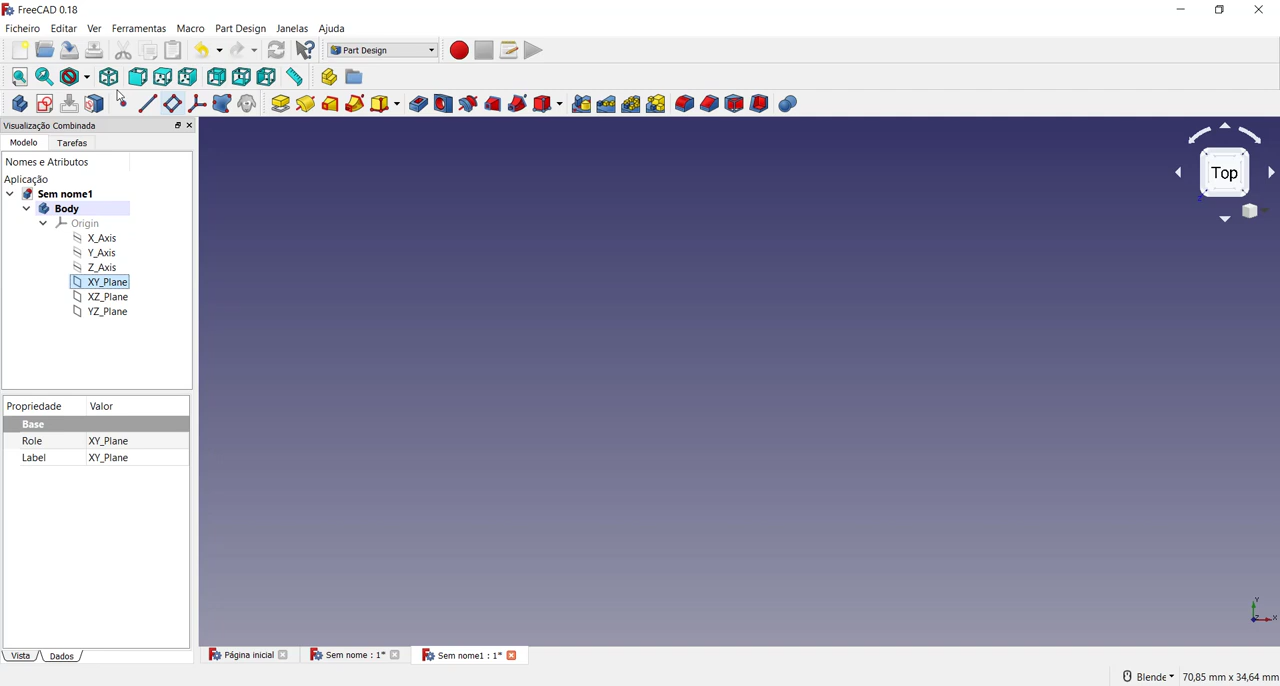 FreeCAD 0.18
Ficheiro Editar Ver Ferramentas Macro Part Design Janelas Ajuda
Part Design
Visualização Combinada
Modelo Tarefas
Nomes e Atributos
Aplicação
Sem nome1
Body
Origin
X_Axis
Y_Axis
Z_Axis
XY_Plane
XZ_Plane
YZ_Plane
Top
Z
Propriedade Valor
Base
Role XY_Plane
Label XY_Plane
Y
Z X
Vista Dados
Página inicial Sem nome : 1* Sem nome1 : 1*
Blende 70,85 mm x 34,64 mm